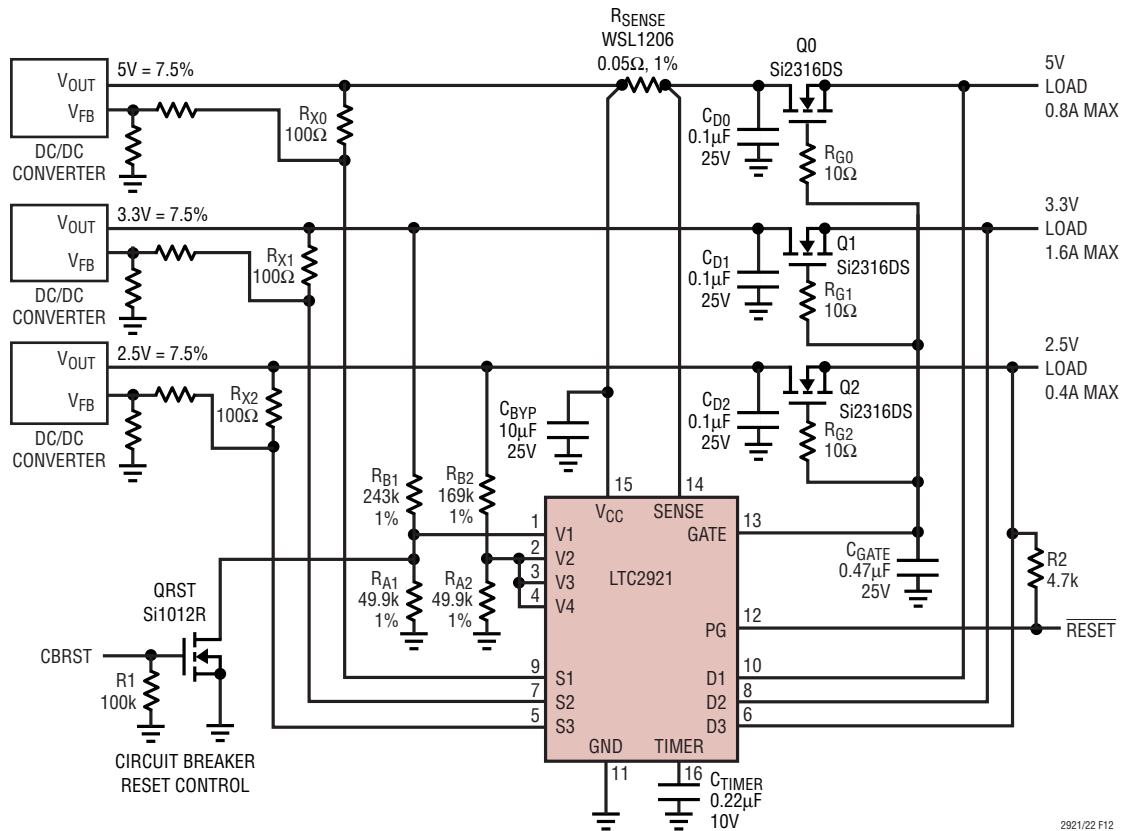 RSENSE
WSL1206
0.05Ω, 1%
Q0
Si2316DS
5V
LOAD
0.8A MAX
VOUT
5V = 7.5%
VFB
DC/DC
CONVERTER
RX0
100Ω
CD0
0.1µF
25V
RG0
10Ω
3.3V
LOAD
1.6A MAX
VOUT
3.3V = 7.5%
VFB
DC/DC
CONVERTER
RX1
100Ω
CD1
0.1µF
25V
Q1
Si2316DS
RG1
10Ω
2.5V
LOAD
0.4A MAX
VOUT
2.5V = 7.5%
VFB
DC/DC
CONVERTER
RX2
100Ω
CBYP
10µF
25V
CD2
0.1µF
25V
Q2
Si2316DS
RG2
10Ω
RB1
243k
1%
RB2
169k
1%
RA1
49.9k
1%
RA2
49.9k
1%
15
14
VCC
SENSE
1
V1
2
V2
3
V3
4
V4
LTC2921
GATE
13
CGATE
0.47µF
25V
R2
4.7k
PG
12
RESET
QRST
Si1012R
CBRST
R1
100k
CIRCUIT BREAKER
RESET CONTROL
9
S1
7
S2
5
S3
D1
10
D2
8
D3
6
GND
TIMER
11
16
CTIMER
0.22µF
10V
2921/22 F12